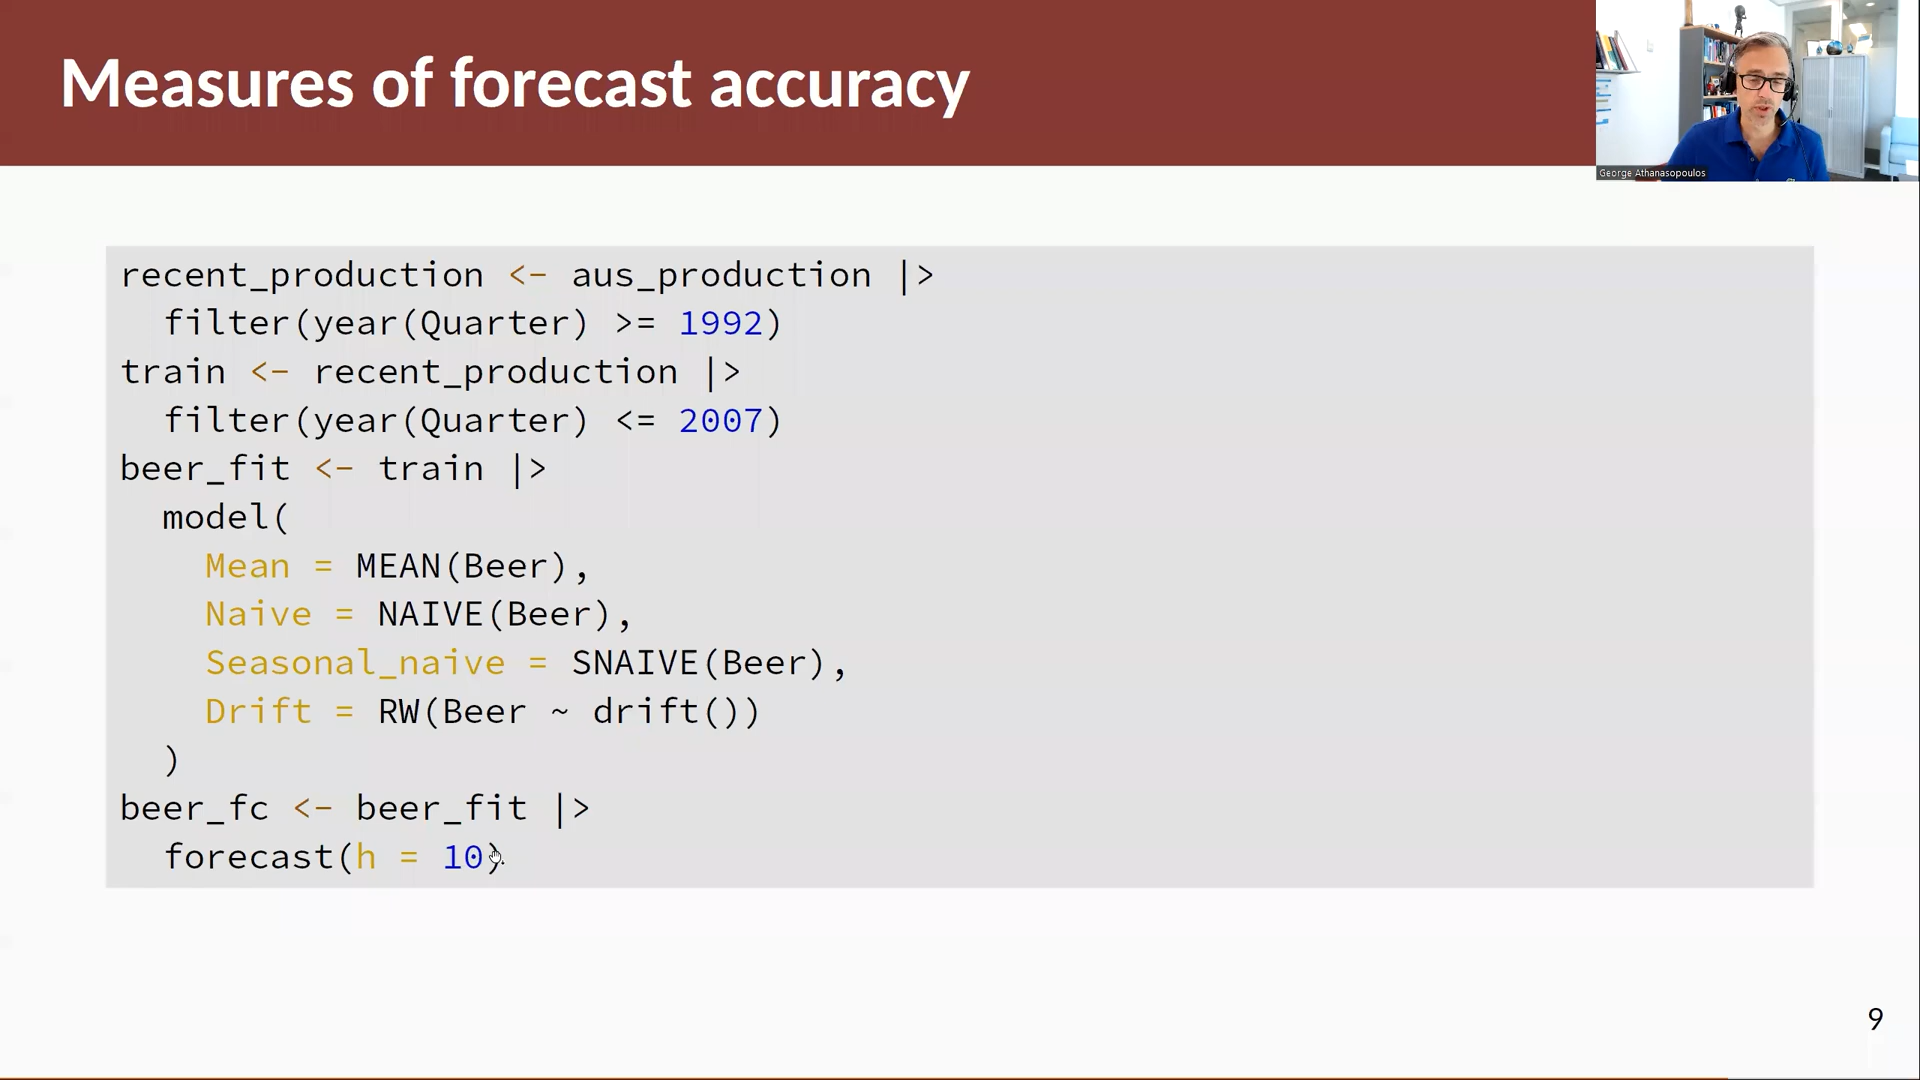 Measures of forecast accuracy
George Athanasopoulos
recent_production <- aus_production |>
  filter(year(Quarter) >= 1992)
train <- recent_production |>
  filter(year(Quarter) <= 2007)
beer_fit <- train |>
  model(
    Mean = MEAN(Beer),
    Naive = NAIVE(Beer),
    Seasonal_naive = SNAIVE(Beer),
    Drift = RW(Beer ~ drift())
  )
beer_fc <- beer_fit |>
  forecast(h = 10)
9